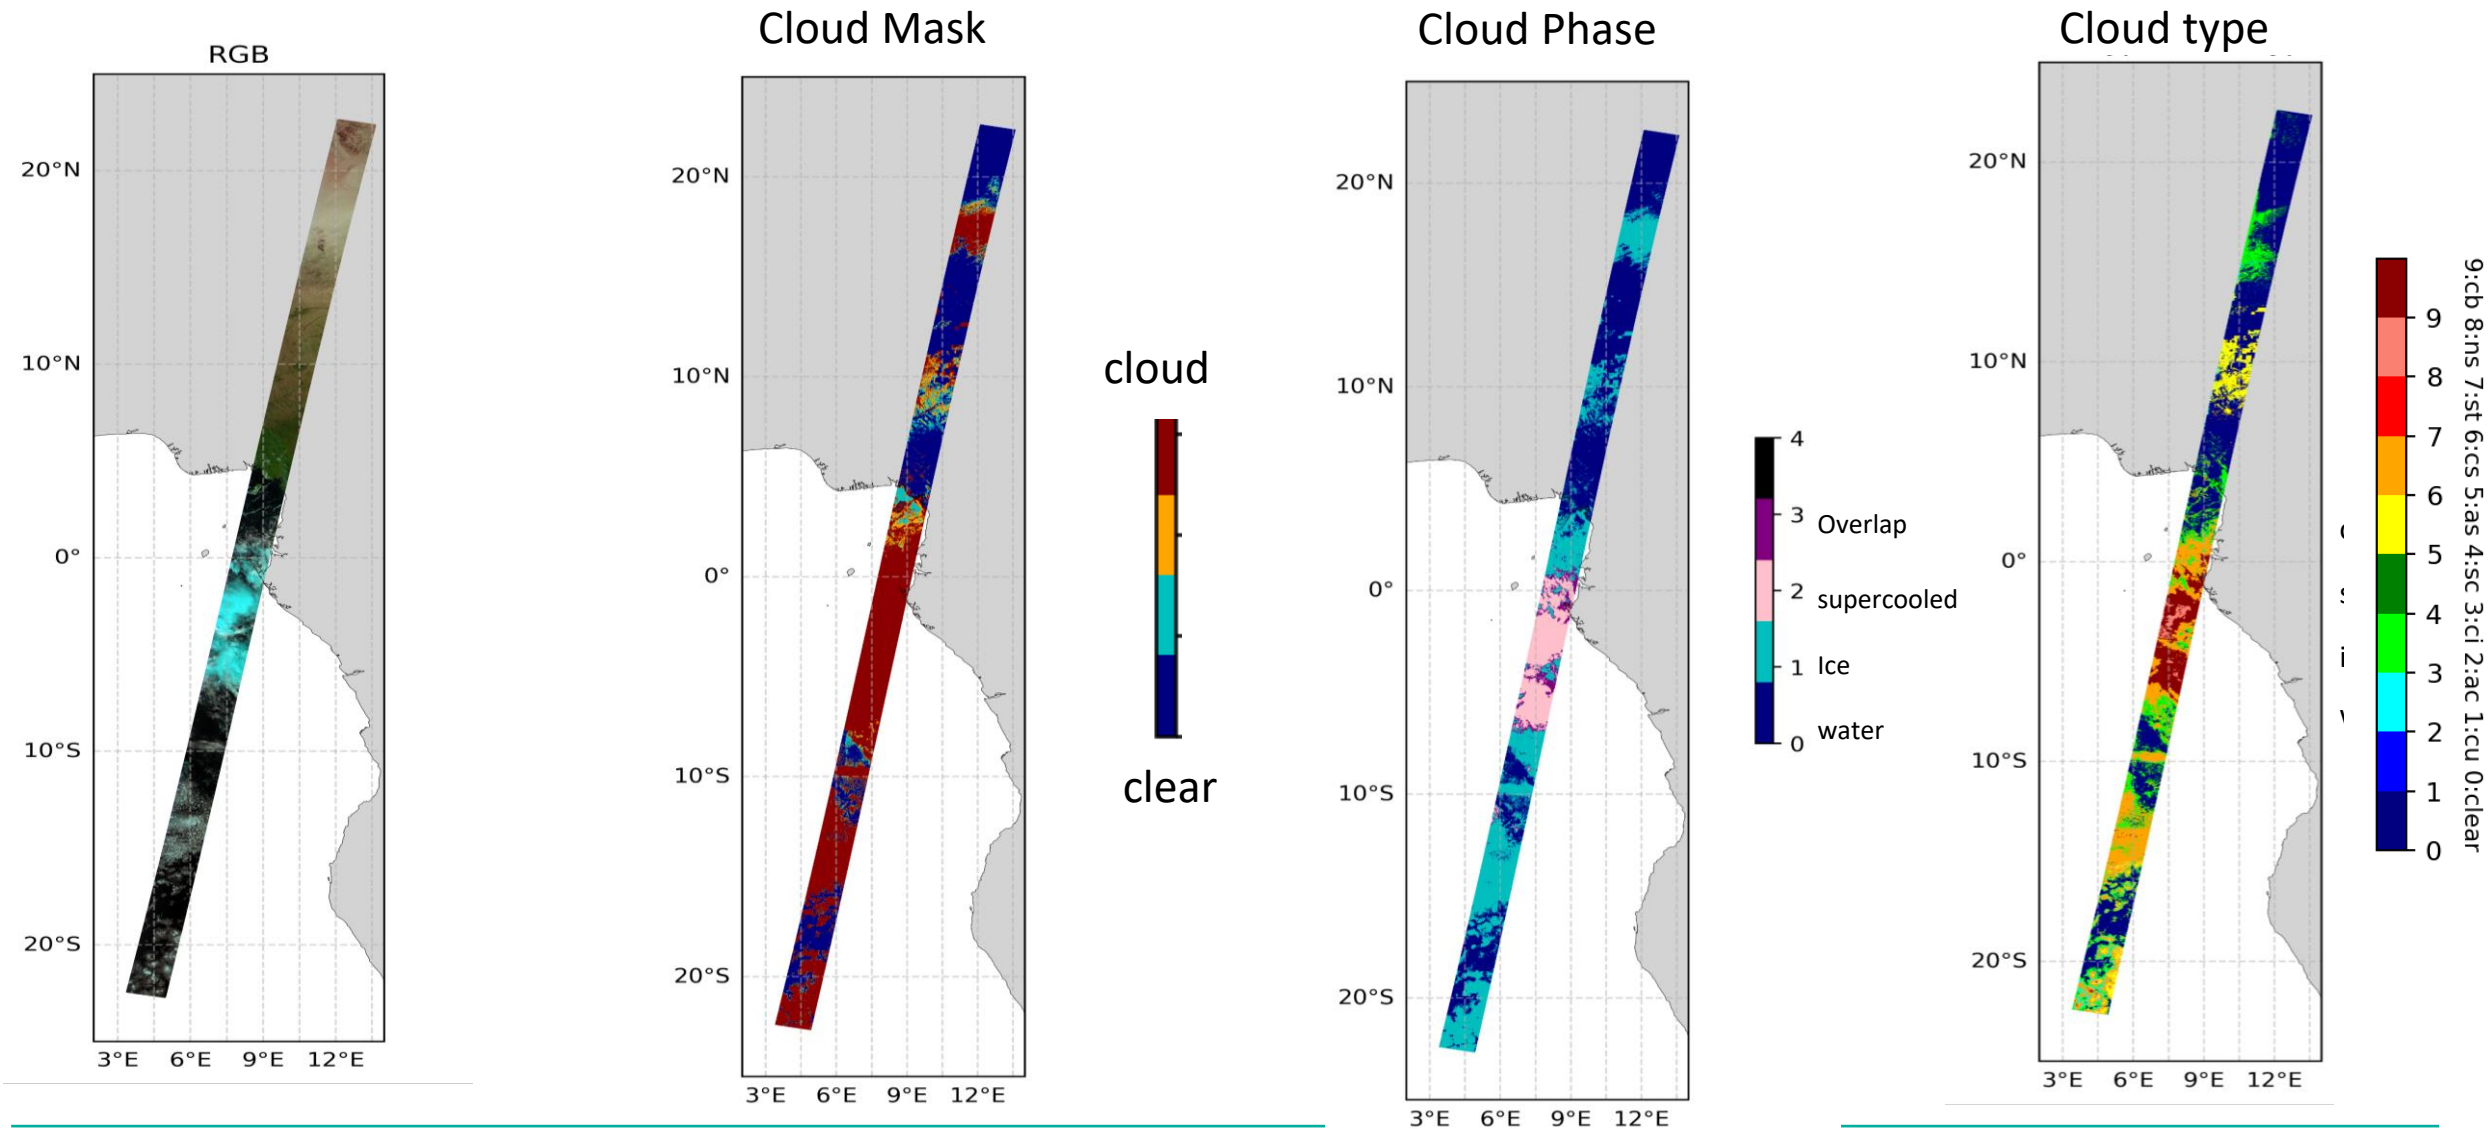 RGB
20°N
10°N
0°
10°S
20°S
3°E 6°E 9°E 12°E
Cloud Mask
20°N
10°N
0°
10°S
20°S
3°E 6°E 9°E 12°E
cloud
clear
Cloud Phase
20°N
10°N
0°
10°S
20°S
3°E 6°E 9°E 12°E
4
3 Overlap
2 supercooled
1 Ice
0 water
Cloud type
20°N
10°N
0°
10°S
20°S
3°E 6°E 9°E 12°E
9
8
7
6
5
4
3
2
1
0
9:cb 8:ns 7:st 6:cs 5:as 4:sc 3:ci 2:ac 1:cu 0:clear